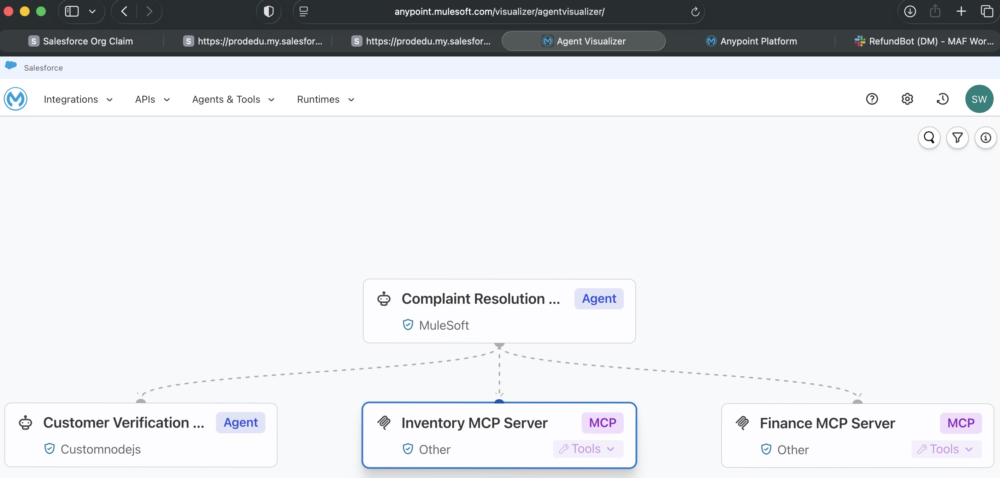 anypoint.mulesoft.com/visualizer/agentvisualizer/
S Salesforce Org Claim
S https://prodedu.my.salesfor...
S https://prodedu.my.salesfor...
Agent Visualizer
Anypoint Platform
RefundBot (DM) - MAF Wor...
Salesforce
Integrations
APIs
Agents & Tools
Runtimes
SW
Complaint Resolution ...
Agent
MuleSoft
Customer Verification ...
Agent
Customnodejs
Inventory MCP Server
MCP
Other
Tools
Finance MCP Server
MCP
Other
Tools